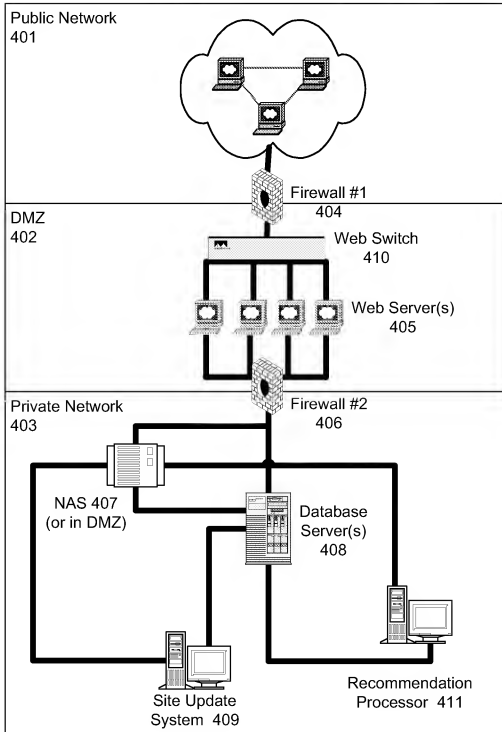 Public Network
401
Firewall #1
404
DMZ
402
Web Switch
410
Web Server(s)
405
Firewall #2
406
Private Network
403
NAS 407
(or in DMZ)
Database
Server(s)
408
Site Update
System 409
Recommendation
Processor 411